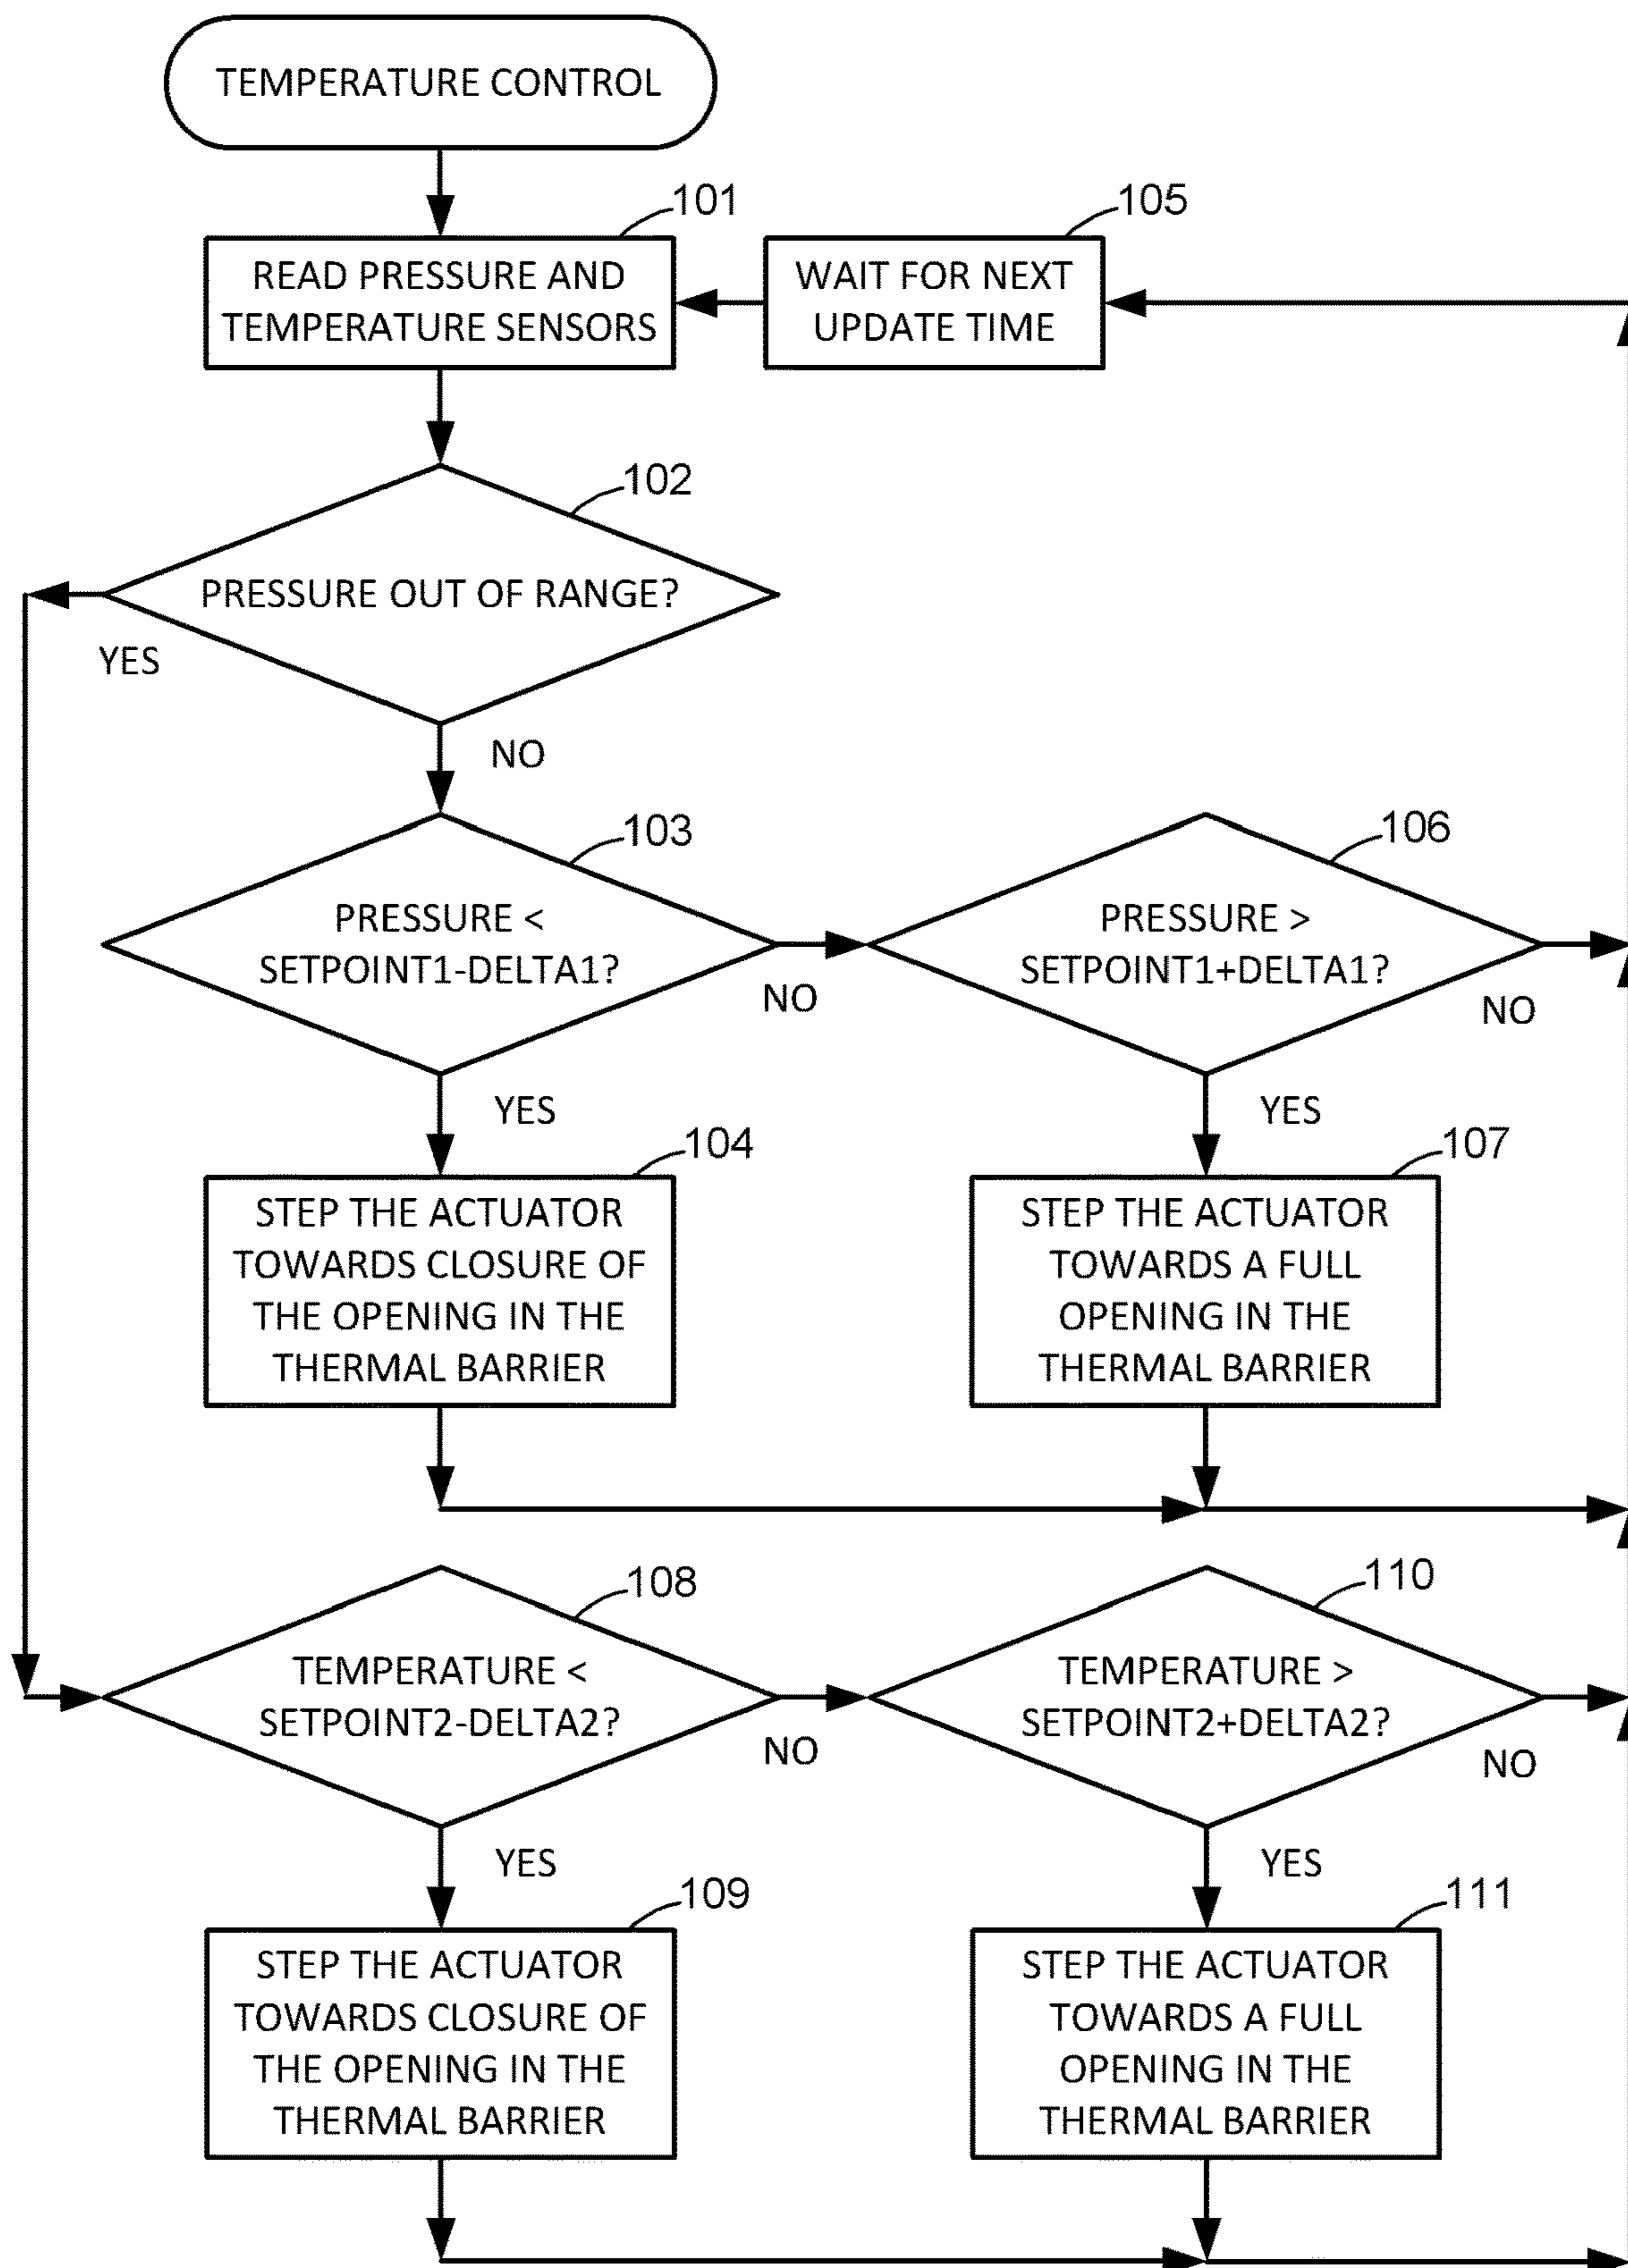 TEMPERATURE CONTROL
101
105
READ PRESSURE AND
TEMPERATURE SENSORS
WAIT FOR NEXT
UPDATE TIME
102
PRESSURE OUT OF RANGE?
YES
NO
103
106
PRESSURE <
SETPOINT1-DELTA1?
PRESSURE >
SETPOINT1+DELTA1?
NO
NO
YES
YES
104
107
STEP THE ACTUATOR
TOWARDS CLOSURE OF
THE OPENING IN THE
THERMAL BARRIER
STEP THE ACTUATOR
TOWARDS A FULL
OPENING IN THE
THERMAL BARRIER
108
110
TEMPERATURE <
SETPOINT2-DELTA2?
TEMPERATURE >
SETPOINT2+DELTA2?
NO
NO
YES
YES
109
111
STEP THE ACTUATOR
TOWARDS CLOSURE OF
THE OPENING IN THE
THERMAL BARRIER
STEP THE ACTUATOR
TOWARDS A FULL
OPENING IN THE
THERMAL BARRIER